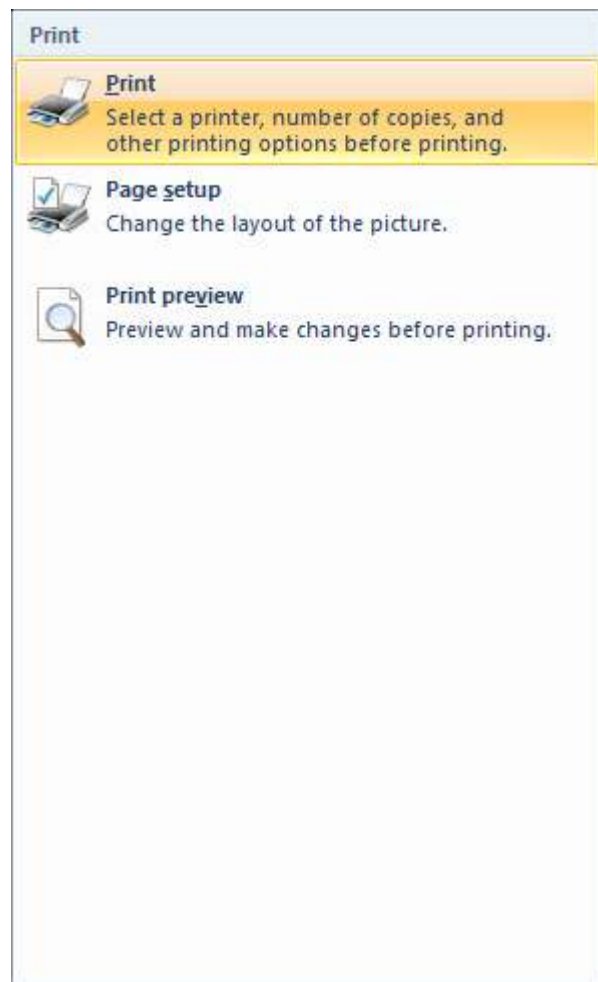 Print
Print
Select a printer, number of copies, and
other printing options before printing.
Page setup
Change the layout of the picture.
Print preview
Preview and make changes before printing.